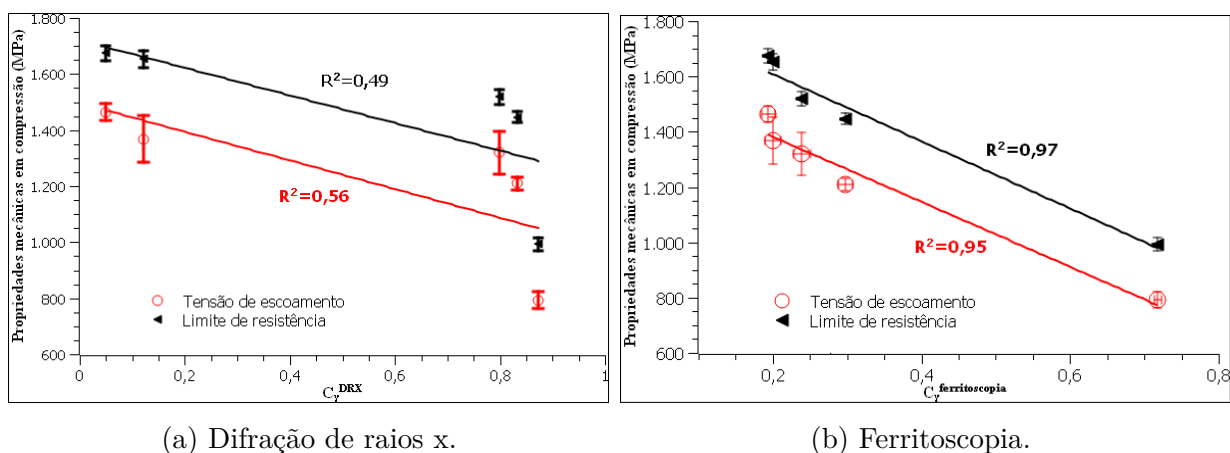 Propriedades mecânicas em compressão (MPa)
1.800
1.600
1.400
1.200
1.000
800
600
R²=0,49
R²=0,56
Tensão de escoamento
Limite de resistência
0
0,2
0,4
0,6
0,8
1
Cᵧ^DRX
(a) Difração de raios x.
Propriedades mecânicas em compressão (MPa)
1.800
1.600
1.400
1.200
1.000
800
600
R²=0,97
R²=0,95
Tensão de escoamento
Limite de resistência
0,2
0,4
0,6
0,8
Cᵧ^ferritoscopia
(b) Ferritoscopia.